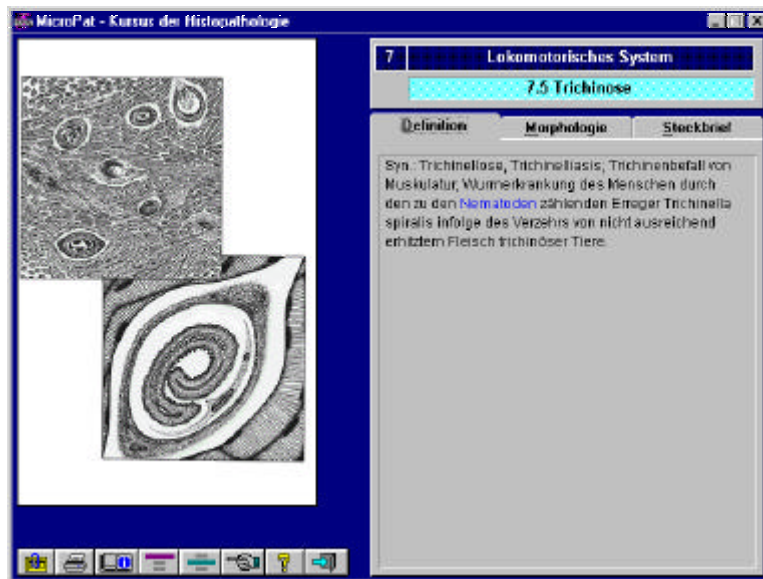 MicroPat - Kursus der Histopathologie
7 Lokomotorisches System
7.5 Trichinose
Definition Morphologie Steckbrief
Syn.: Trichinellose, Trichinelliasis; Trichinenbefall von
Muskulatur, Wurmerkrankung des Menschen durch
den zu den Nematoden zählenden Erreger Trichinella
spiralis infolge des Verzehrs von nicht ausreichend
erhitztem Fleisch trichinöser Tiere.